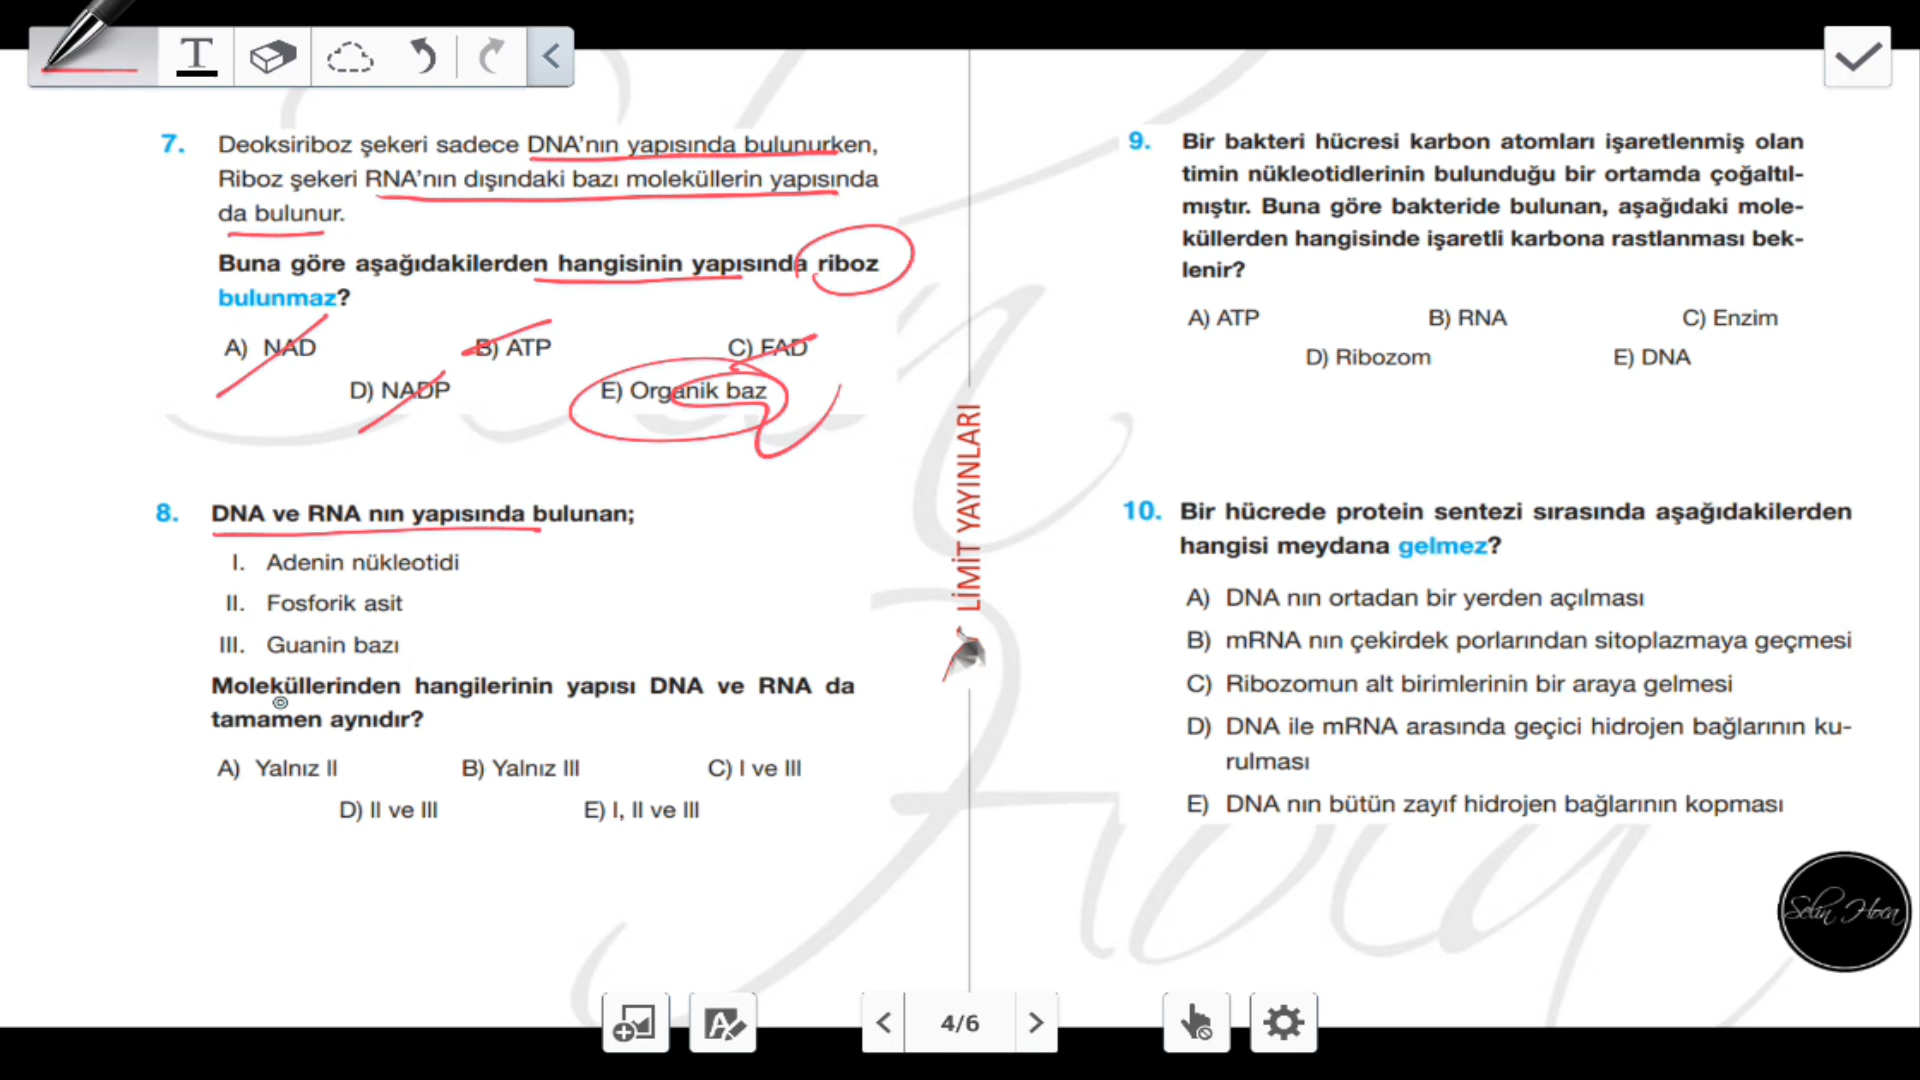 T
7. Deoksiriboz şekeri sadece DNA'nın yapısında bulunurken,
Riboz şekeri RNA'nın dışındaki bazı moleküllerin yapısında
da bulunur.
Buna göre aşağıdakilerden hangisinin yapısında riboz
bulunmaz?
A) NAD B) ATP C) FAD
D) NADP E) Organik baz
8. DNA ve RNA nın yapısında bulunan;
I. Adenin nükleotidi
II. Fosforik asit
III. Guanin bazı
Moleküllerinden hangilerinin yapısı DNA ve RNA da
tamamen aynıdır?
A) Yalnız II B) Yalnız III C) I ve III
D) II ve III E) I, II ve III
LİMİT YAYINLARI
9. Bir bakteri hücresi karbon atomları işaretlenmiş olan
timin nükleotidlerinin bulunduğu bir ortamda çoğaltıl-
mıştır. Buna göre bakteride bulunan, aşağıdaki mole-
küllerden hangisinde işaretli karbona rastlanması bek-
lenir?
A) ATP B) RNA C) Enzim
D) Ribozom E) DNA
10. Bir hücrede protein sentezi sırasında aşağıdakilerden
hangisi meydana gelmez?
A) DNA nın ortadan bir yerden açılması
B) mRNA nın çekirdek porlarından sitoplazmaya geçmesi
C) Ribozomun alt birimlerinin bir araya gelmesi
D) DNA ile mRNA arasında geçici hidrojen bağlarının ku-
rulması
E) DNA nın bütün zayıf hidrojen bağlarının kopması
Selin Hoca
4/6